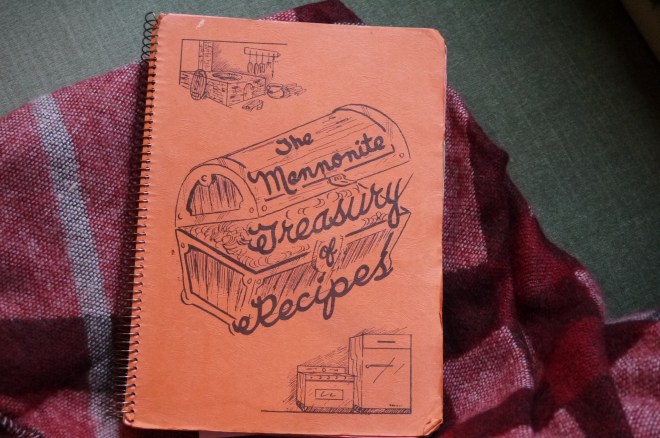 The
Mennonite
Treasury
of
Recipes